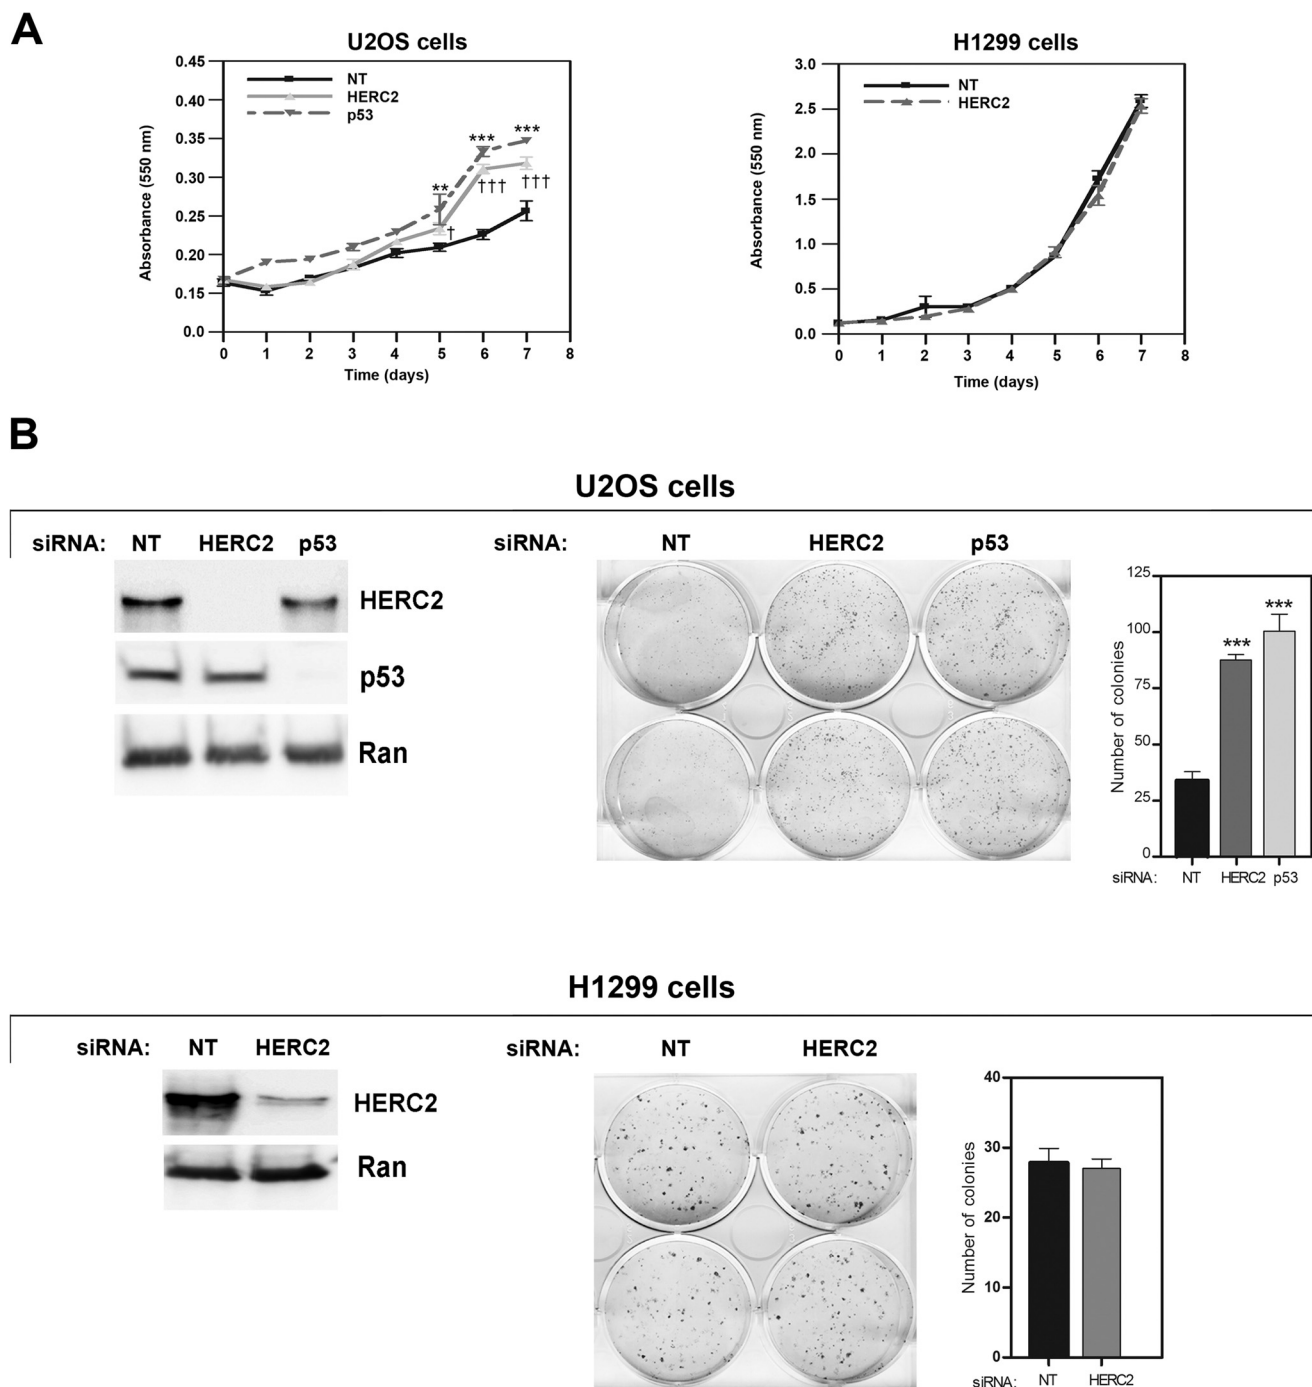 A
U2OS cells
0.45
0.40
0.35
0.30
0.25
0.20
0.15
0.0
Absorbance (550 nm)
NT
HERC2
p53
**
***
***
†
†††
†††
0 1 2 3 4 5 6 7 8
Time (days)
H1299 cells
3.0
2.5
2.0
1.5
1.0
0.5
0.0
Absorbance (550 nm)
NT
HERC2
0 1 2 3 4 5 6 7 8
Time (days)
B
U2OS cells
siRNA: NT HERC2 p53
HERC2
p53
Ran
siRNA: NT HERC2 p53
125
100
75
50
25
0
Number of colonies
***
***
siRNA: NT HERC2 p53
H1299 cells
siRNA: NT HERC2
HERC2
Ran
siRNA: NT HERC2
40
30
20
10
0
Number of colonies
siRNA: NT HERC2